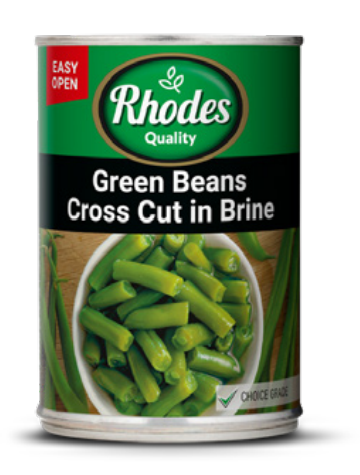 EASY
OPEN
Rhodes
Quality
Green Beans
Cross Cut in Brine
CHOICE GRADE